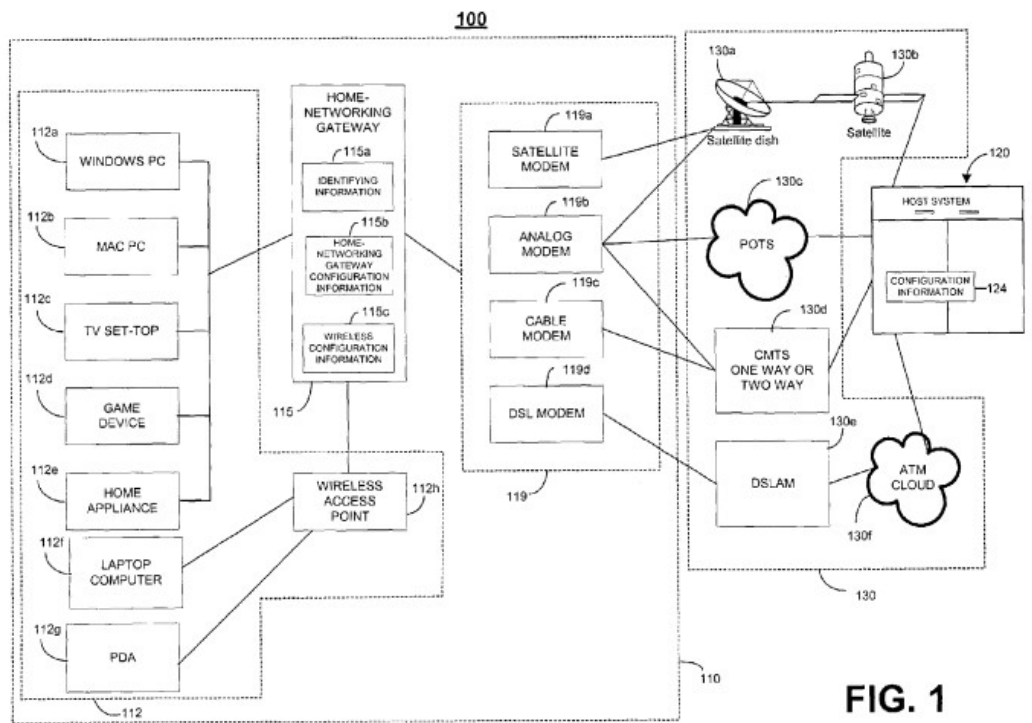 100
112a
WINDOWS PC
112b
MAC PC
112c
TV SET-TOP
112d
GAME
DEVICE
112e
HOME
APPLIANCE
112f
LAPTOP
COMPUTER
112g
PDA
112
HOME-
NETWORKING
GATEWAY
115a
IDENTIFYING
INFORMATION
115b
HOME-
NETWORKING
GATEWAY
CONFIGURATION
INFORMATION
115c
WIRELESS
CONFIGURATION
INFORMATION
115
WIRELESS
ACCESS
POINT
112h
119a
SATELLITE
MODEM
119b
ANALOG
MODEM
119c
CABLE
MODEM
119d
DSL MODEM
119
110
130a
Satellite dish
130b
Satellite
130c
POTS
130d
CMTS
ONE WAY OR
TWO WAY
130e
DSLAM
ATM
CLOUD
130f
130
120
HOST SYSTEM
CONFIGURATION
INFORMATION
124
FIG. 1